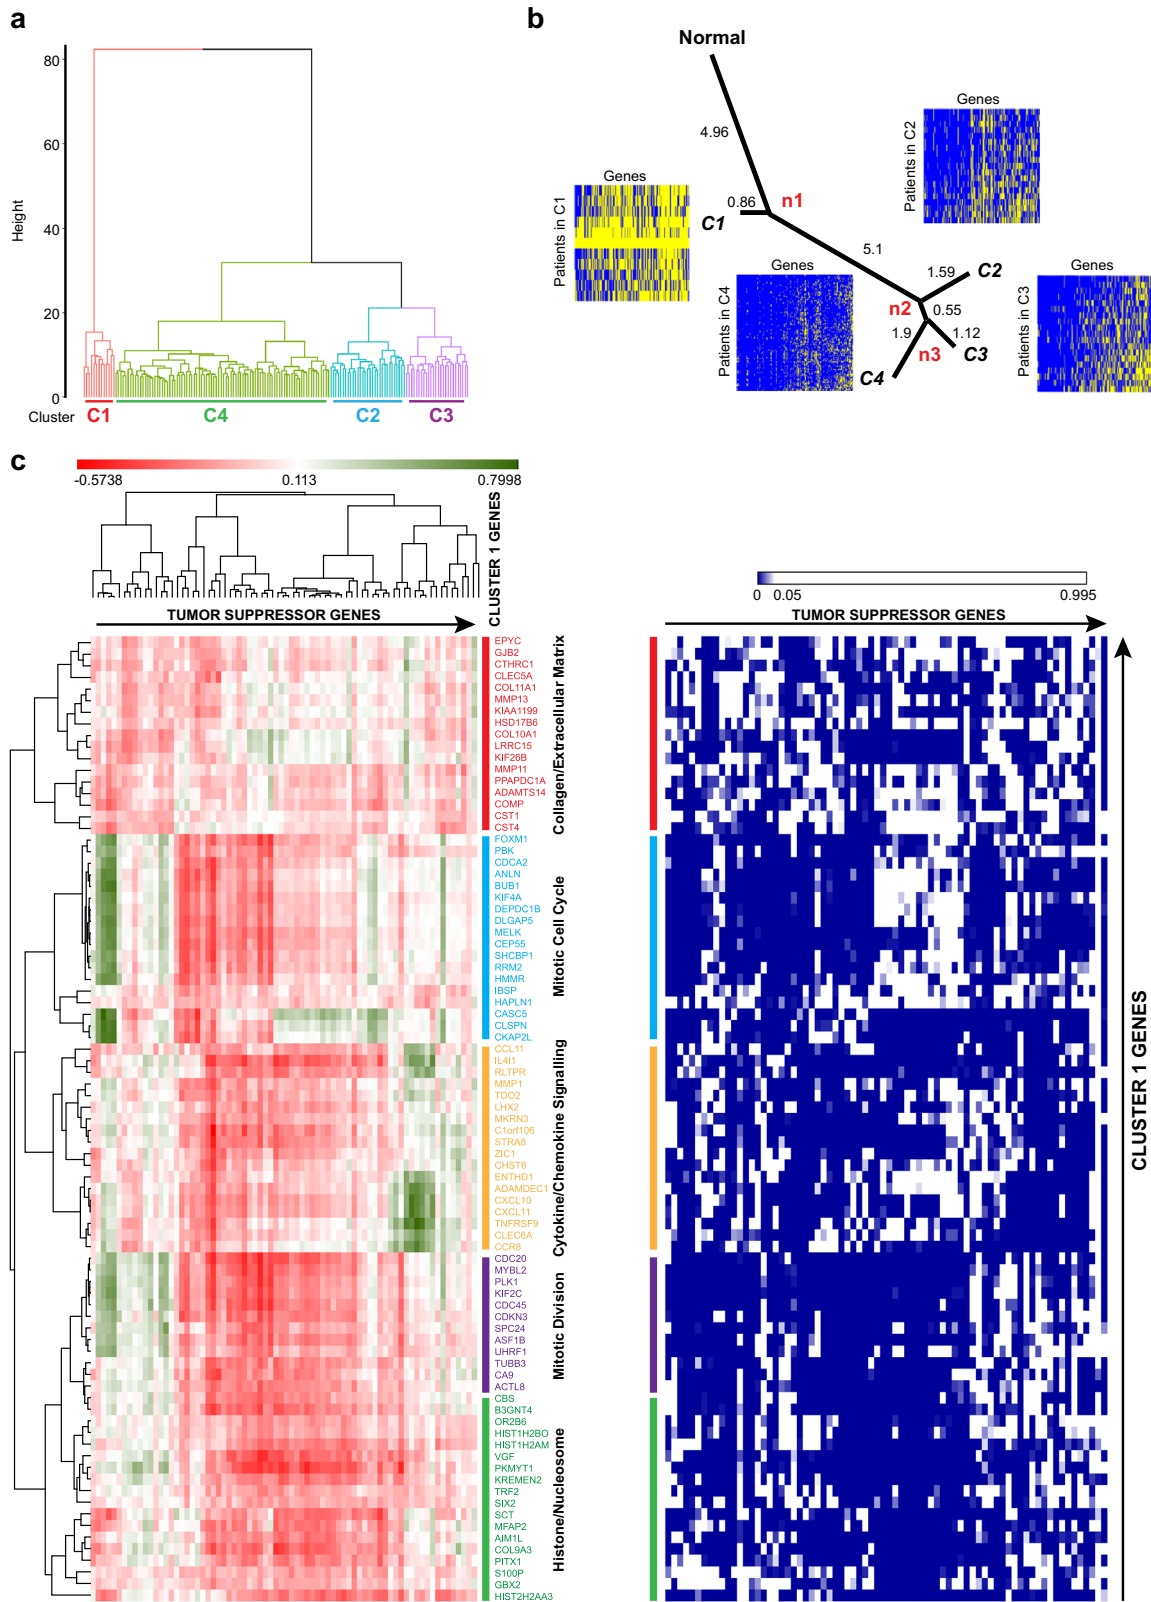 a
80
60
40
20
0
Height
Cluster
C1
C4
C2
C3
b
Normal
4.96
0.86
n1
C1
5.1
1.59
C2
n2
0.55
1.9
1.12
n3
C3
C4
Genes
Patients in C1
Genes
Patients in C2
Genes
Patients in C4
Genes
Patients in C3
c
-0.5738
0.113
0.7998
CLUSTER 1 GENES
TUMOR SUPPRESSOR GENES
EPYC
GJB2
CTHRC1
CLEC5A
COL11A1
MMP13
KIAA1199
HSD17B6
COL10A1
LRRC15
KIF26B
MMP11
PPAPDC1A
ADAMTS14
COMP
CST1
CST4
Collagen/Extracellular Matrix
FOXM1
PBK
CDCA2
ANLN
BUB1
KIF4A
DEPDC1B
DLGAP5
MELK
CEP55
SHCBP1
RRM2
HMMR
IBSP
HAPLN1
CASC5
CLSPN
CKAP2L
Mitotic Cell Cycle
CCL11
IL4I1
RLTPR
MMP1
TDO2
LHX2
MKRN3
C1orf106
STRA8
ZIC1
CHST6
ENTHD1
ADAMDEC1
CXCL10
CXCL11
TNFRSF9
CLEC6A
CCR8
Cytokine/Chemokine Signalling
CDC20
MYBL2
PLK1
KIF2C
CDC45
CDKN3
SPC24
ASF1B
UHRF1
TUBB3
CA9
ACTL8
Mitotic Division
CBS
B3GNT4
OR2B6
HIST1H2BO
HIST1H2AM
VGF
PKMYT1
KREMEN2
TRF2
SIX2
SCT
MFAP2
AIM1L
COL9A3
PITX1
S100P
GBX2
HIST2H2AA3
Histone/Nucleosome
0
0.05
0.995
TUMOR SUPPRESSOR GENES
CLUSTER 1 GENES